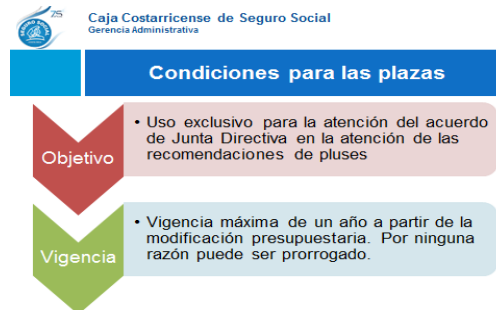 75
Caja Costarricense de Seguro Social
Gerencia Administrativa
Condiciones para las plazas
Objetivo
• Uso exclusivo para la atención del acuerdo
de Junta Directiva en la atención de las
recomendaciones de pluses
Vigencia
• Vigencia máxima de un año a partir de la
modificación presupuestaria. Por ninguna
razón puede ser prorrogado.